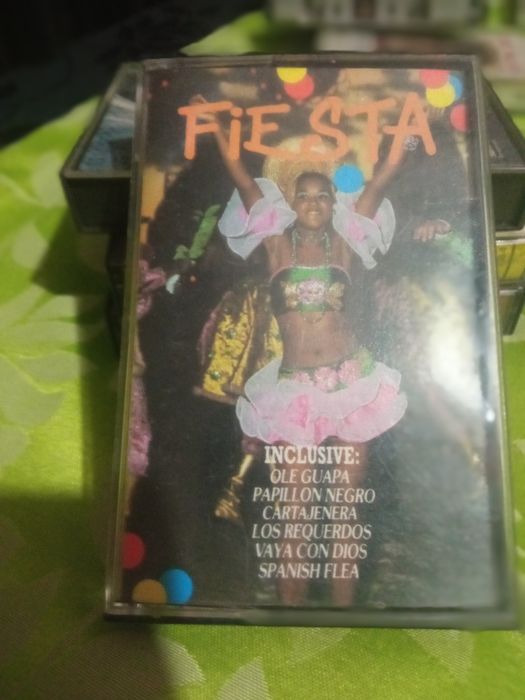 FiESTA
INCLUSIVE:
OLE GUAPA
PAPILLON NEGRO
CARTAJENERA
LOS REQUERDOS
VAYA CON DIOS
SPANISH FLEA